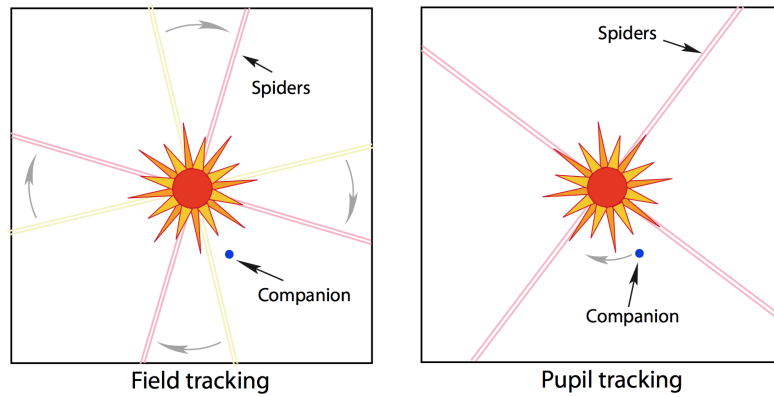 Spiders
Companion
Field tracking
Spiders
Companion
Pupil tracking